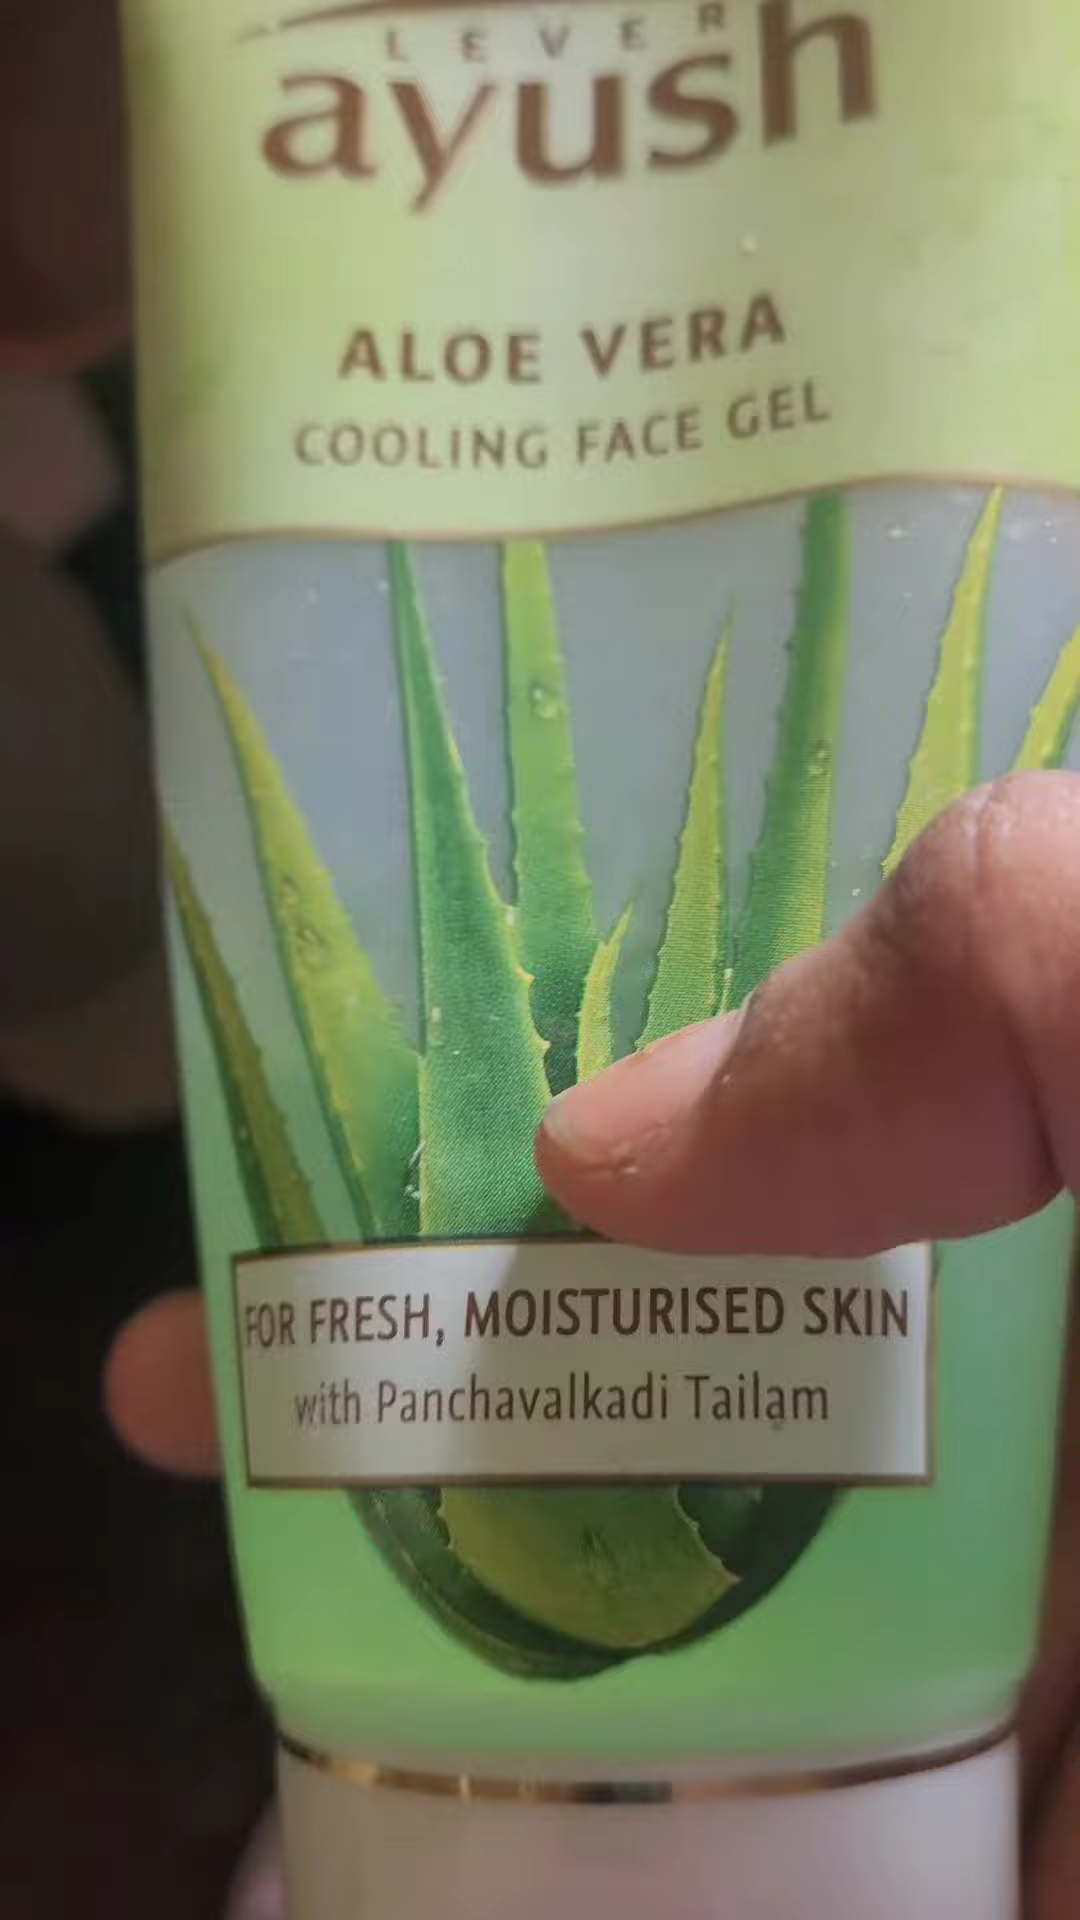 LEVER
ayush
ALOE VERA
COOLING FACE GEL
FOR FRESH, MOISTURISED SKIN
with Panchavalkadi Tailam